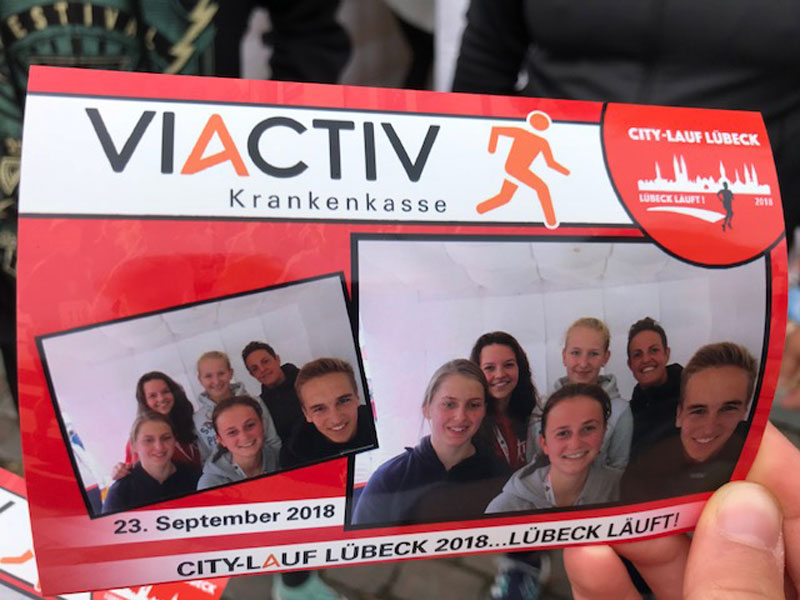 VIACTIV
Krankenkasse
CITY-LAUF LÜBECK
LÜBECK LÄUFT! 2018
23. September 2018
CITY-LAUF LÜBECK 2018...LÜBECK LÄUFT!